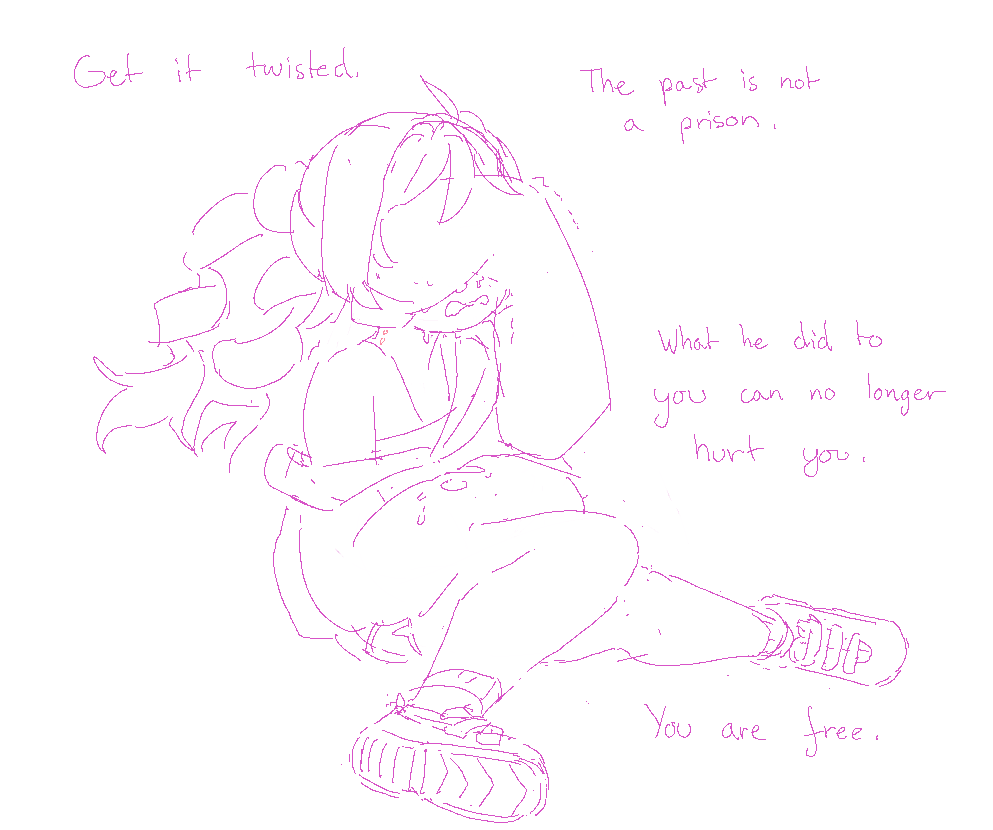 Get it twisted.
The past is not
a prison.
What he did to
you can no longer
hurt you.
You are free.